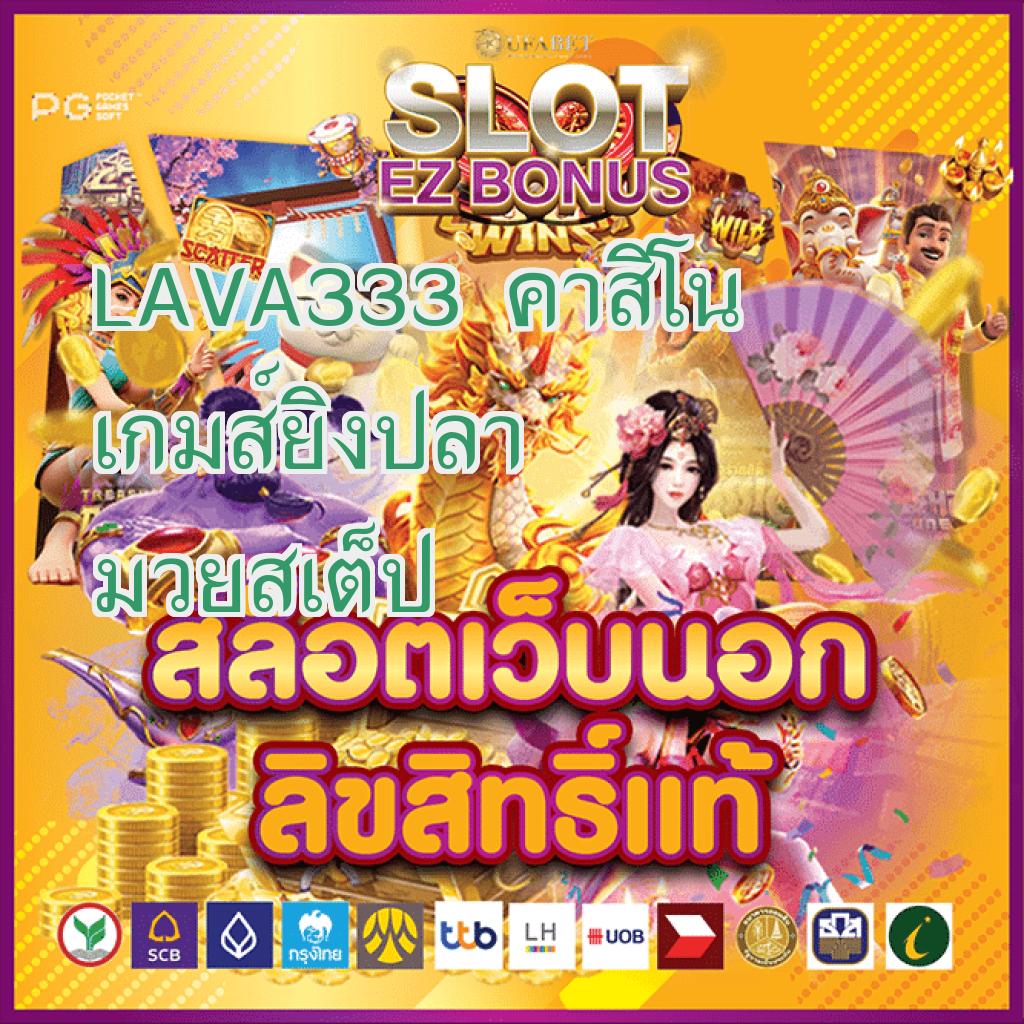 UFABET
PG POCKET GAMES SOFT
SLOT
EZ BONUS
WINS
WILD
SCATTER
LAVA333 คาสิโน
เกมส์ยิงปลา
มวยสเต็ป
สล็อตเว็บนอก
ลิขสิทธิ์แท้
SCB
กรุงไทย
ttb
LH
UOB